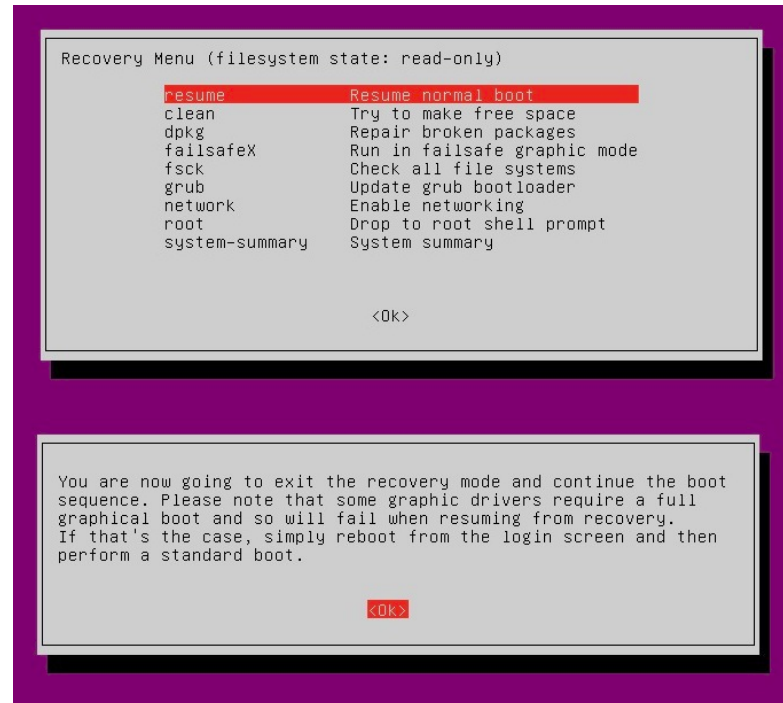 Recovery Menu (filesystem state: read-only)
resume Resume normal boot
clean Try to make free space
dpkg Repair broken packages
failsafeX Run in failsafe graphic mode
fsck Check all file systems
grub Update grub bootloader
network Enable networking
root Drop to root shell prompt
system-summary System summary
<Ok>
You are now going to exit the recovery mode and continue the boot
sequence. Please note that some graphic drivers require a full
graphical boot and so will fail when resuming from recovery.
If that's the case, simply reboot from the login screen and then
perform a standard boot.
<Ok>